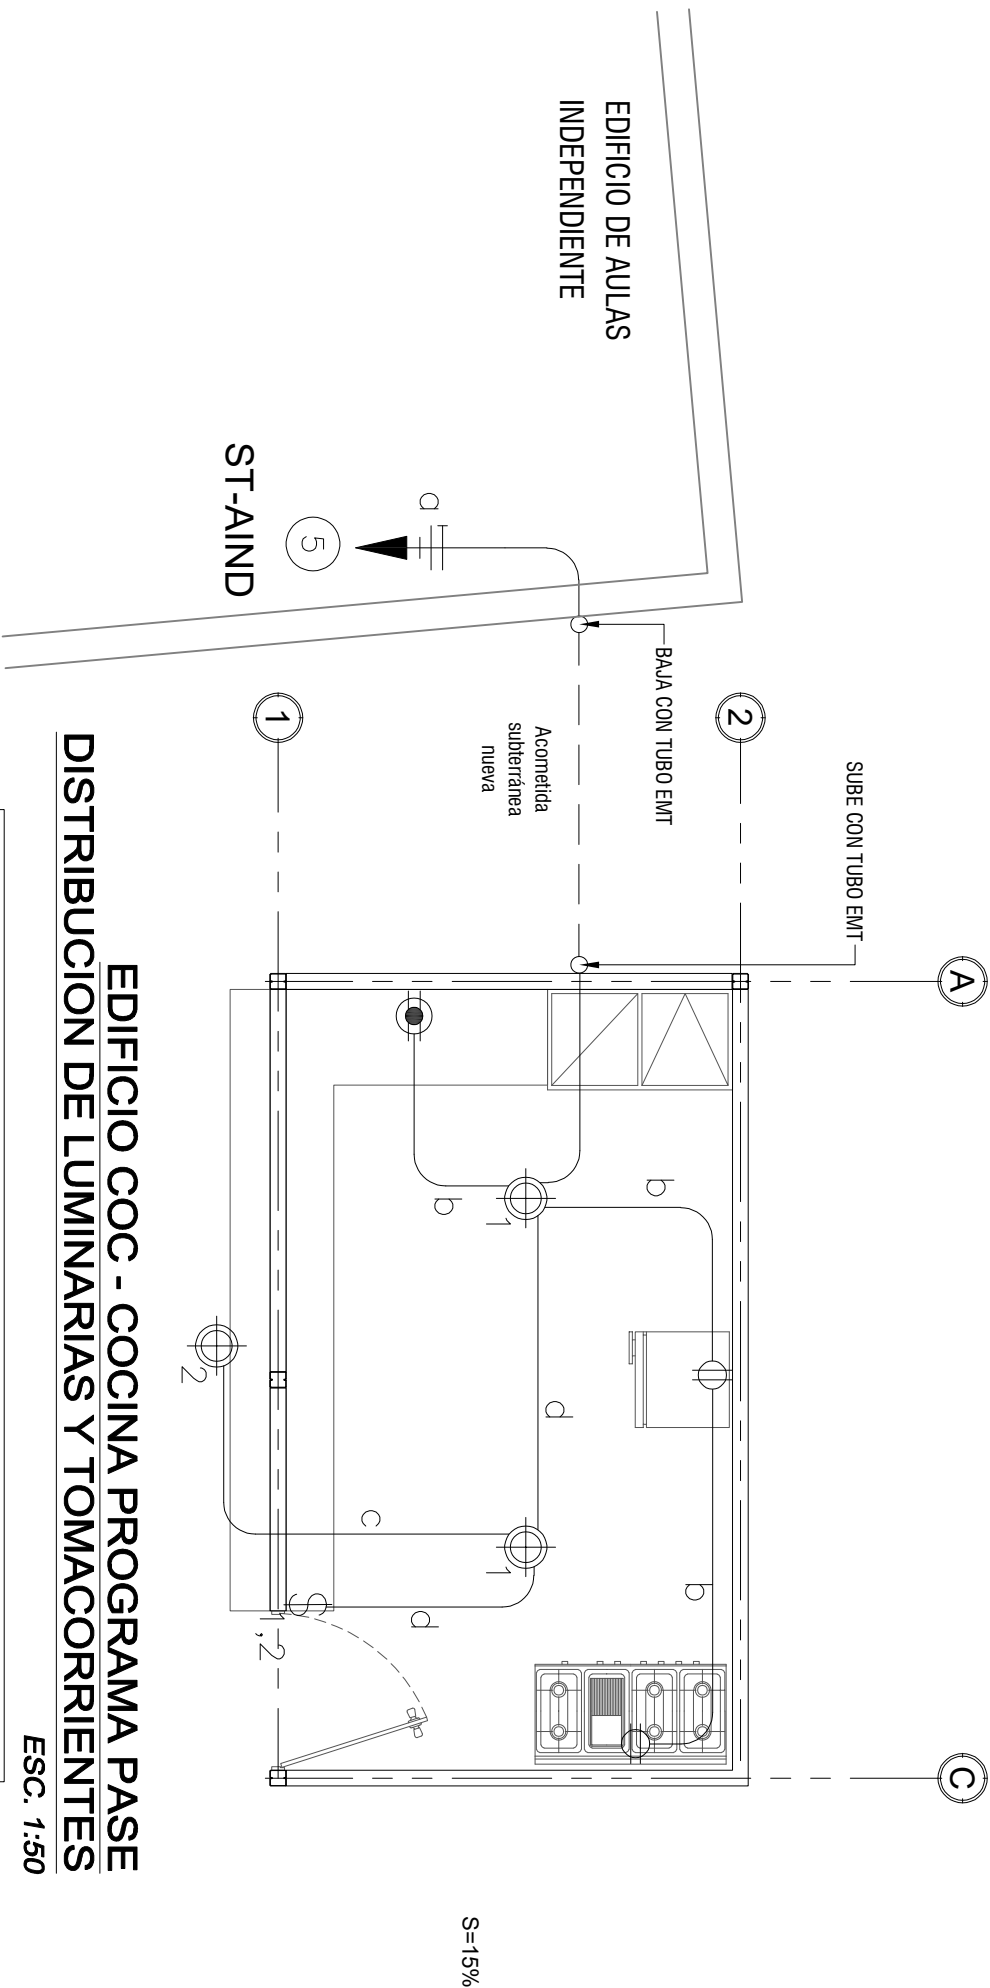 A
C
SUBE CON TUBO EMT
2
BAJA CON TUBO EMT
b
b
EDIFICIO DE AULAS
INDEPENDIENTE
Acometida
subterránea
nueva
d
1
1
S=15%
b
a
d
c
5
S
1,2
1
ST-AIND
2
EDIFICIO COC - COCINA PROGRAMA PASE
DISTRIBUCION DE LUMINARIAS Y TOMACORRIENTES
ESC. 1:50